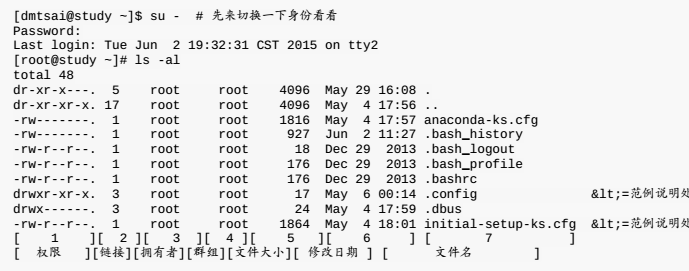 [dmtsai@study ~]$ su -  # 先来切换一下身份看看
Password:
Last login: Tue Jun  2 19:32:31 CST 2015 on tty2
[root@study ~]# ls -al
total 48
dr-xr-x---.  5    root     root    4096  May 29 16:08 .
dr-xr-xr-x. 17    root     root    4096  May  4 17:56 ..
-rw-------.  1    root     root    1816  May  4 17:57 anaconda-ks.cfg
-rw-------.  1    root     root     927  Jun  2 11:27 .bash_history
-rw-r--r--.  1    root     root      18  Dec 29  2013 .bash_logout
-rw-r--r--.  1    root     root     176  Dec 29  2013 .bash_profile
-rw-r--r--.  1    root     root     176  Dec 29  2013 .bashrc
drwxr-xr-x.  3    root     root      17  May  6 00:14 .config               &lt;=范例说明处
drwx------.  3    root     root      24  May  4 17:59 .dbus
-rw-r--r--.  1    root     root    1864  May  4 18:01 initial-setup-ks.cfg  &lt;=范例说明处
[    1    ][  2 ][   3   ][  4 ][    5    ][    6     ] [       7          ]
[   权限   ][链接][拥有者][群组][文件大小][  修改日期  ] [      文件名        ]